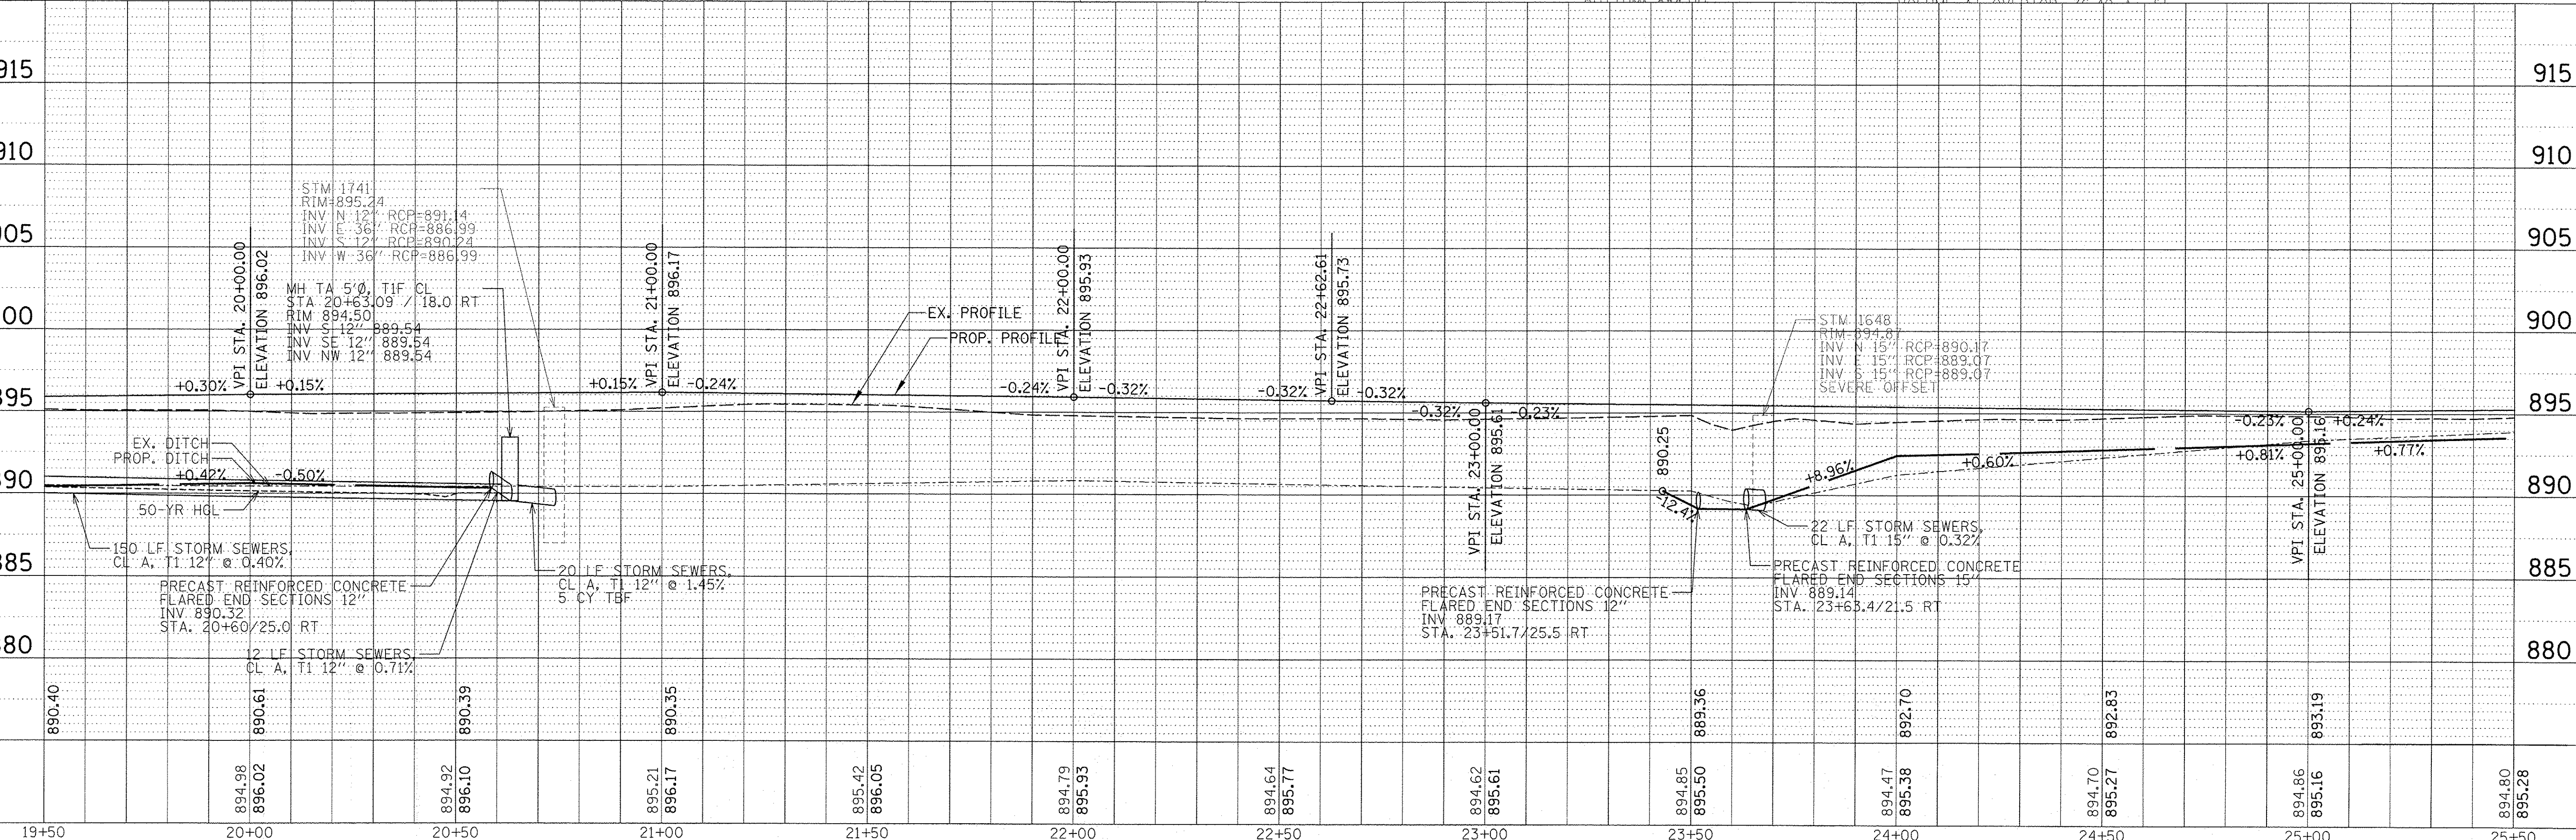 915
910
905
900
895
890
885
880
915
910
905
900
895
890
885
880
STM 1741
RIM=895.24
INV N 12" RCP=891.14
INV E 36" RCP=886.99
INV S 12" RCP=890.24
INV W 36" RCP=886.99
MH TA 5'Ø, T1F CL
STA 20+63.09 / 18.0 RT
RIM 894.50
INV S 12" 889.54
INV SE 12" 889.54
INV NW 12" 889.54
VPI STA. 20+00.00
ELEVATION 896.02
+0.30%
+0.15%
VPI STA. 21+00.00
ELEVATION 896.17
+0.15%
-0.24%
EX. PROFILE
PROP. PROFILE
VPI STA. 22+00.00
ELEVATION 895.93
-0.24%
-0.32%
VPI STA. 22+62.61
ELEVATION 895.73
-0.32%
-0.32%
VPI STA. 23+00.00
ELEVATION 895.61
-0.32%
-0.23%
STM 1648
RIM=894.87
INV N 15" RCP=890.17
INV E 15" RCP=889.07
INV S 15" RCP=889.07
SEVERE OFFSET
VPI STA. 25+00.00
ELEVATION 895.16
-0.23%
+0.24%
EX. DITCH
PROP. DITCH
+0.42%
-0.50%
50-YR HGL
150 LF STORM SEWERS,
CL A, T1 12" @ 0.40%
PRECAST REINFORCED CONCRETE
FLARED END SECTIONS 12"
INV 890.32
STA. 20+60/25.0 RT
12 LF STORM SEWERS,
CL A, T1 12" @ 0.71%
20 LF STORM SEWERS,
CL A, T1 12" @ 1.45%
5 CY TBF
890.25
-12.4%
+8.96%
+0.60%
+0.81%
+0.77%
22 LF STORM SEWERS,
CL A, T1 15" @ 0.32%
PRECAST REINFORCED CONCRETE
FLARED END SECTIONS 12"
INV 889.17
STA. 23+51.7/25.5 RT
PRECAST REINFORCED CONCRETE
FLARED END SECTIONS 15"
INV 889.14
STA. 23+63.4/21.5 RT
890.40
890.61
890.39
890.35
889.36
892.70
892.83
893.19
894.98
896.02
894.92
896.10
895.21
896.17
895.42
896.05
894.79
895.93
894.64
895.77
894.62
895.61
894.85
895.50
894.47
895.38
894.70
895.27
894.86
895.16
894.80
895.28
19+50
20+00
20+50
21+00
21+50
22+00
22+50
23+00
23+50
24+00
24+50
25+00
25+50